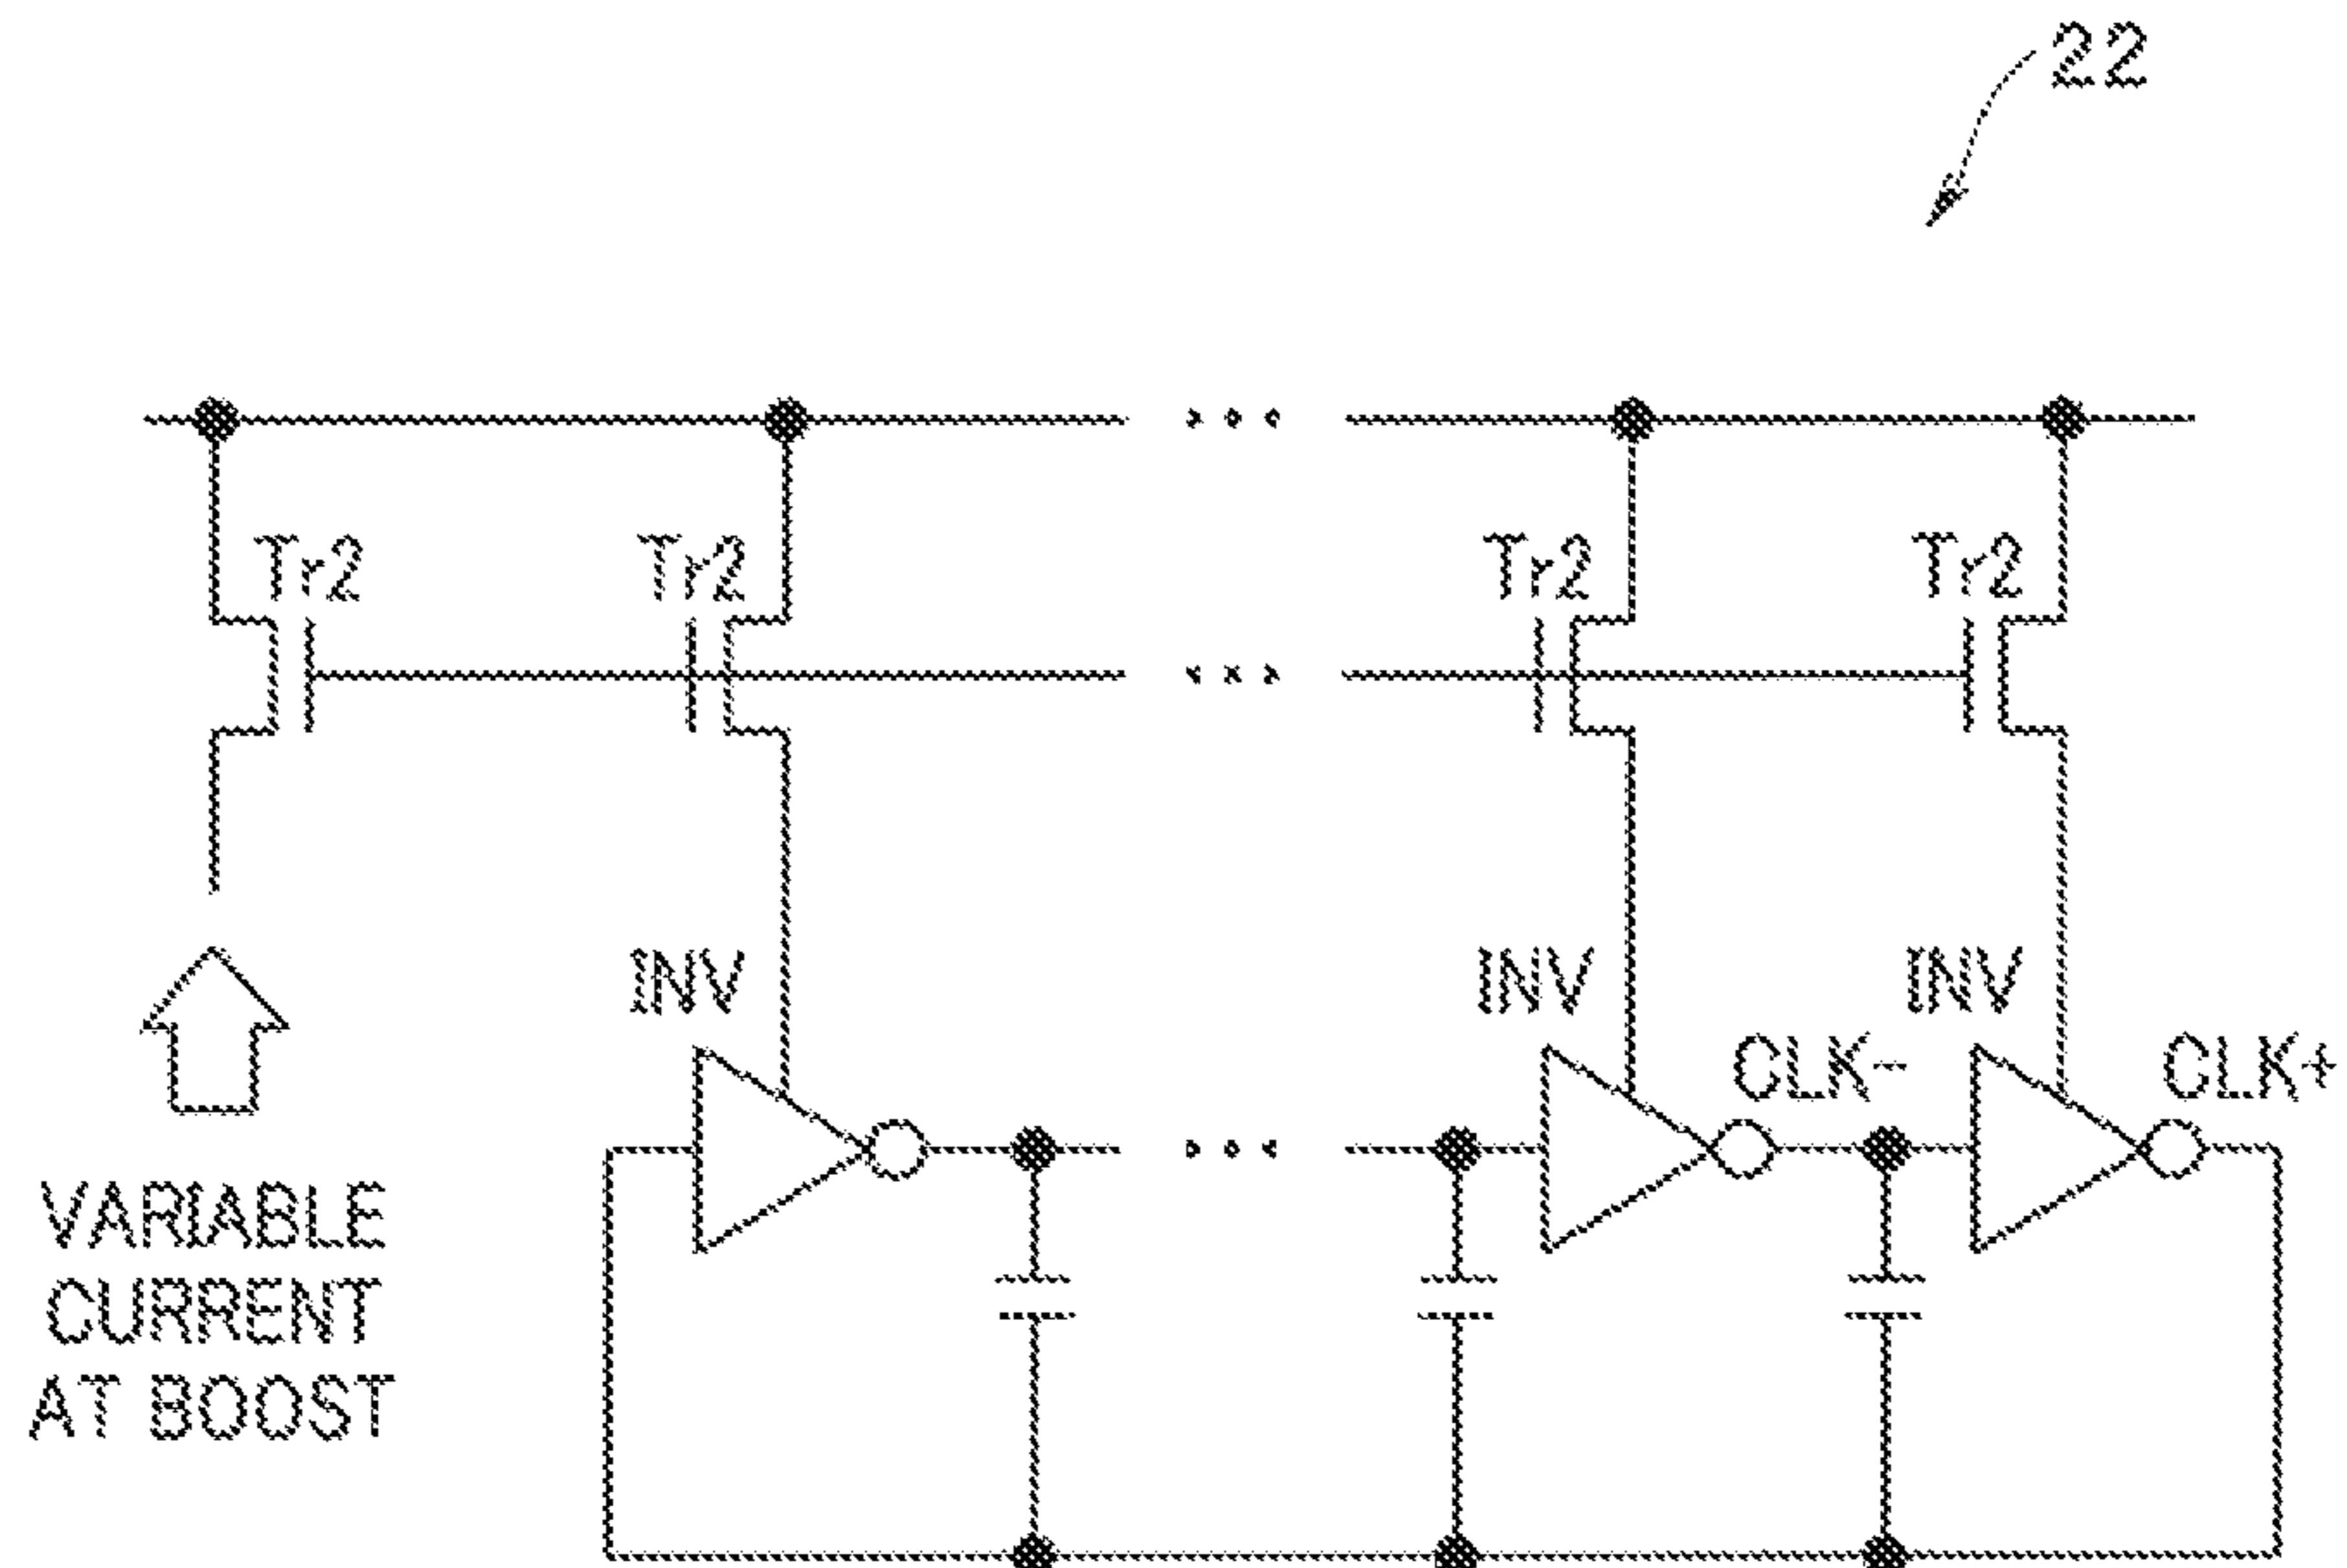 22
Tr2
Tr2
Tr2
Tr2
INV
INV
INV
CLK-
CLK+
VARIABLE
CURRENT
AT BOOST